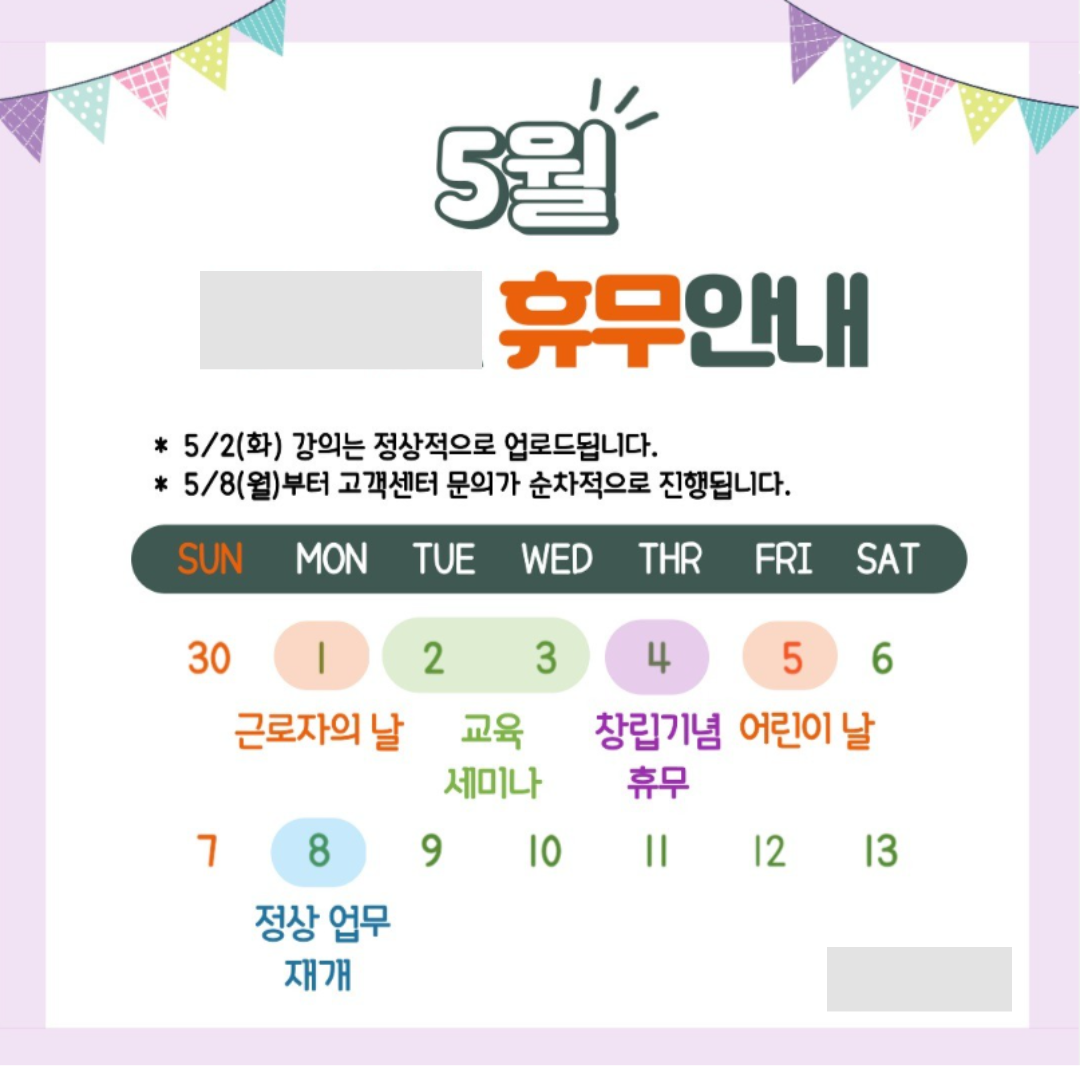 5월
휴무안내
* 5/2(화) 강의는 정상적으로 업로드됩니다.
* 5/8(월)부터 고객센터 문의가 순차적으로 진행됩니다.
SUN MON TUE WED THR FRI SAT
30 1 2 3 4 5 6
근로자의 날 교육 창립기념 어린이 날
세미나 휴무
7 8 9 10 11 12 13
정상 업무
재개